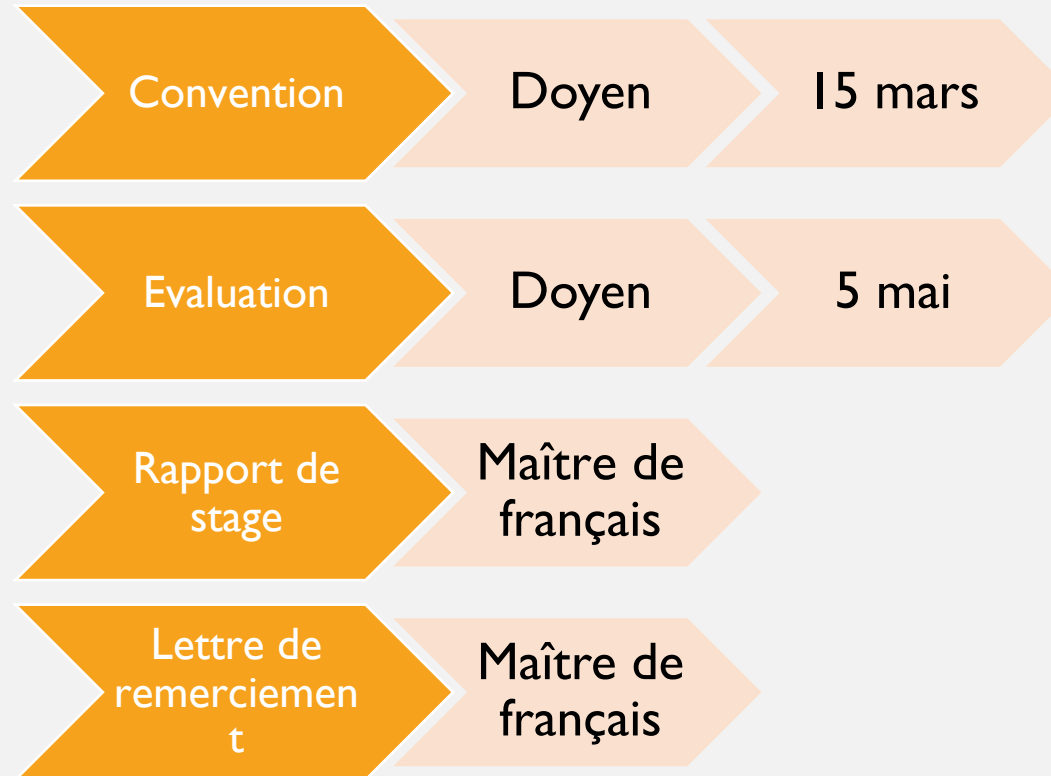 Convention
Doyen
15 mars
Evaluation
Doyen
5 mai
Rapport de
stage
Maître de
français
Lettre de
remerciemen
t
Maître de
français